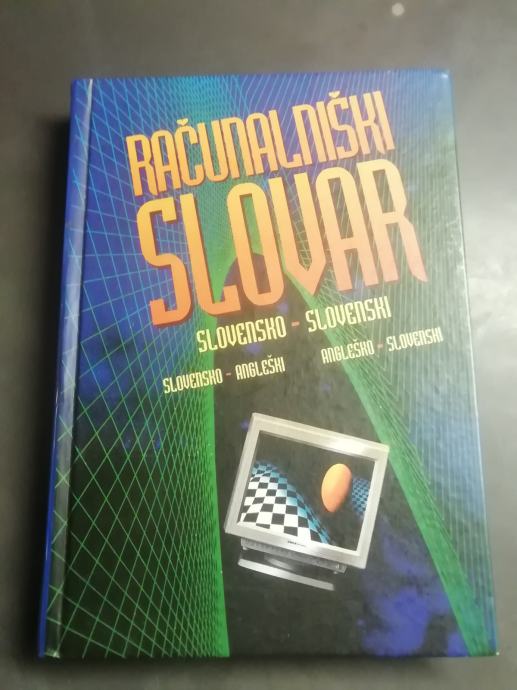 RAČUNALNIŠKI
SLOVAR
SLOVENSKO - SLOVENSKI
SLOVENSKO - ANGLEŠKI
ANGLEŠKO - SLOVENSKI